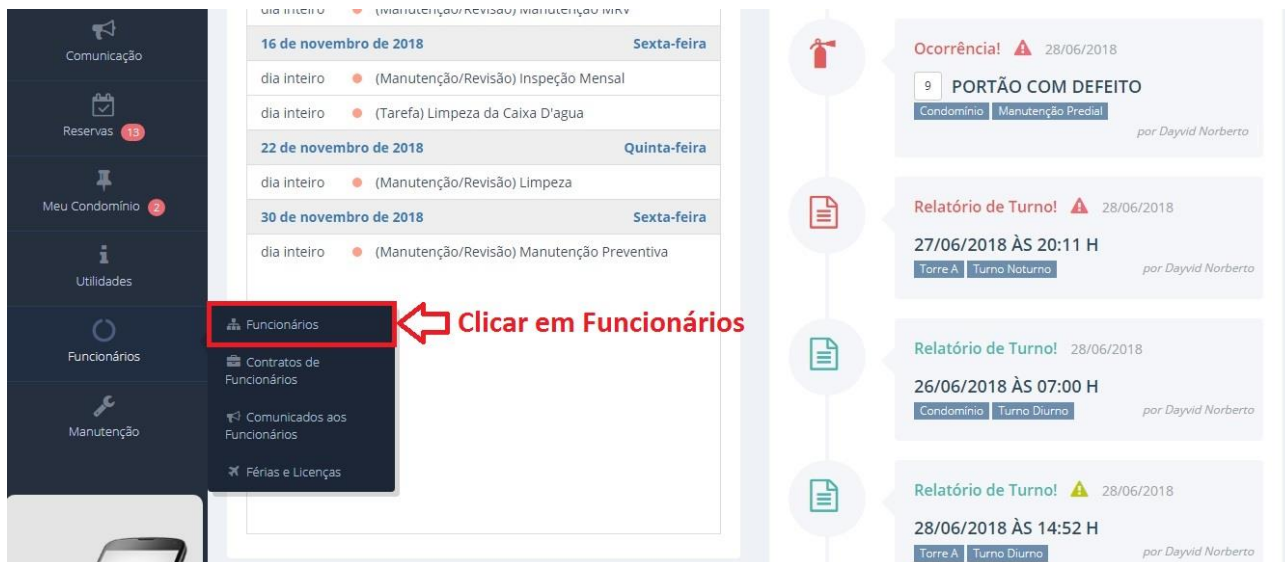 Comunicação
Reservas 13
Meu Condomínio 2
Utilidades
Funcionários
Manutenção
dia inteiro (Manutenção/Revisão) Manutenção MRV
16 de novembro de 2018 Sexta-feira
dia inteiro (Manutenção/Revisão) Inspeção Mensal
dia inteiro (Tarefa) Limpeza da Caixa D'agua
22 de novembro de 2018 Quinta-feira
dia inteiro (Manutenção/Revisão) Limpeza
30 de novembro de 2018 Sexta-feira
dia inteiro (Manutenção/Revisão) Manutenção Preventiva
Funcionários
Contratos de
Funcionários
Comunicados aos
Funcionários
Férias e Licenças
Clicar em Funcionários
Ocorrência! 28/06/2018
9 PORTÃO COM DEFEITO
Condomínio Manutenção Predial
por Dayvid Norberto
Relatório de Turno! 28/06/2018
27/06/2018 ÀS 20:11 H
Torre A Turno Noturno por Dayvid Norberto
Relatório de Turno! 28/06/2018
26/06/2018 ÀS 07:00 H
Condomínio Turno Diurno por Dayvid Norberto
Relatório de Turno! 28/06/2018
28/06/2018 ÀS 14:52 H
Torre A Turno Diurno por Dayvid Norberto